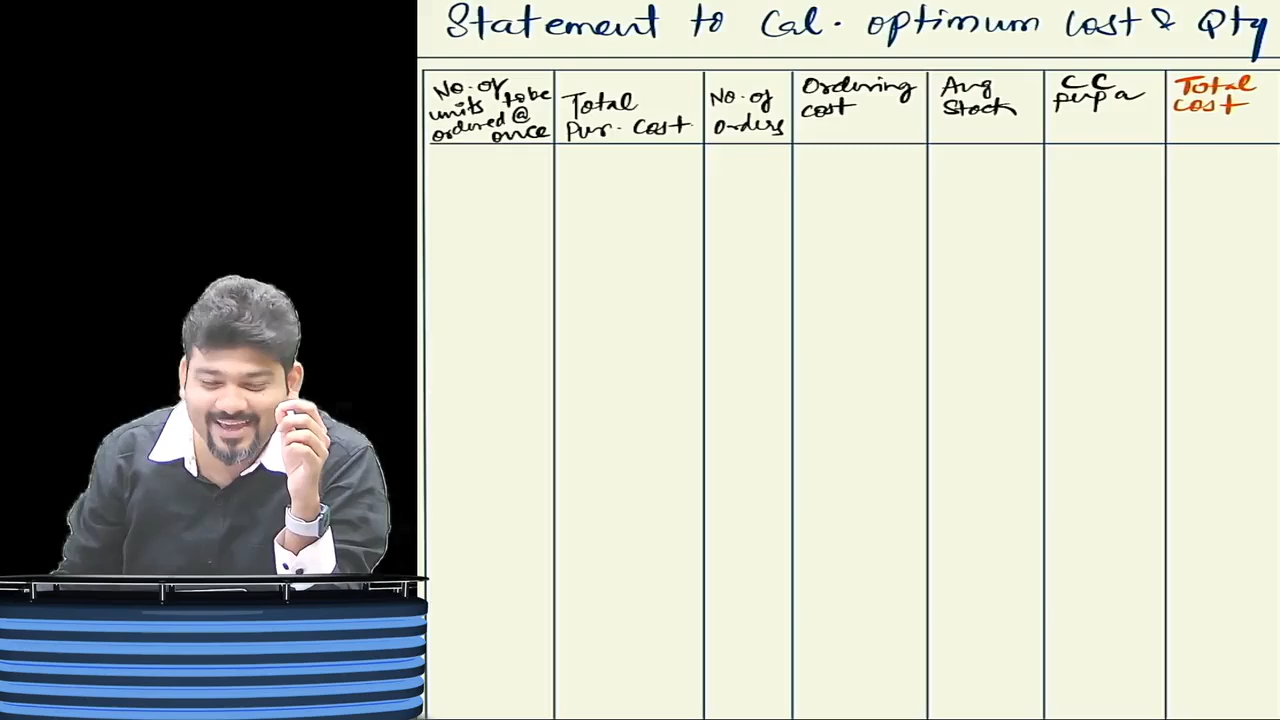 Statement to Cal. optimum Cost & Qty
No. of
units to be
ordered @
once
Total
Pur. Cost
No. of
orders
Ordering
cost
Avg
Stock
CC
pupa
Total
cost